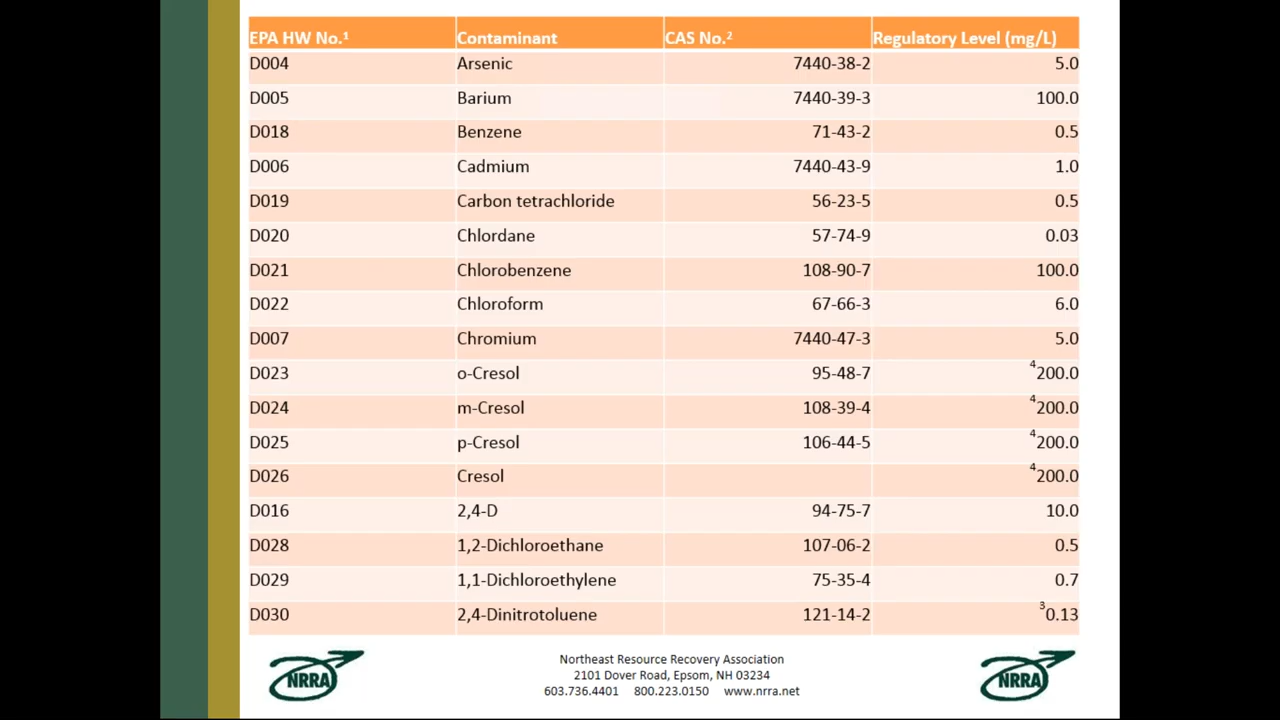 EPA HW No.¹ Contaminant CAS No.² Regulatory Level (mg/L)
D004 Arsenic 7440-38-2 5.0
D005 Barium 7440-39-3 100.0
D018 Benzene 71-43-2 0.5
D006 Cadmium 7440-43-9 1.0
D019 Carbon tetrachloride 56-23-5 0.5
D020 Chlordane 57-74-9 0.03
D021 Chlorobenzene 108-90-7 100.0
D022 Chloroform 67-66-3 6.0
D007 Chromium 7440-47-3 5.0
D023 o-Cresol 95-48-7 ⁴200.0
D024 m-Cresol 108-39-4 ⁴200.0
D025 p-Cresol 106-44-5 ⁴200.0
D026 Cresol ⁴200.0
D016 2,4-D 94-75-7 10.0
D028 1,2-Dichloroethane 107-06-2 0.5
D029 1,1-Dichloroethylene 75-35-4 0.7
D030 2,4-Dinitrotoluene 121-14-2 ³0.13
NRRA
Northeast Resource Recovery Association
2101 Dover Road, Epsom, NH 03234
603.736.4401 800.223.0150 www.nrra.net
NRRA